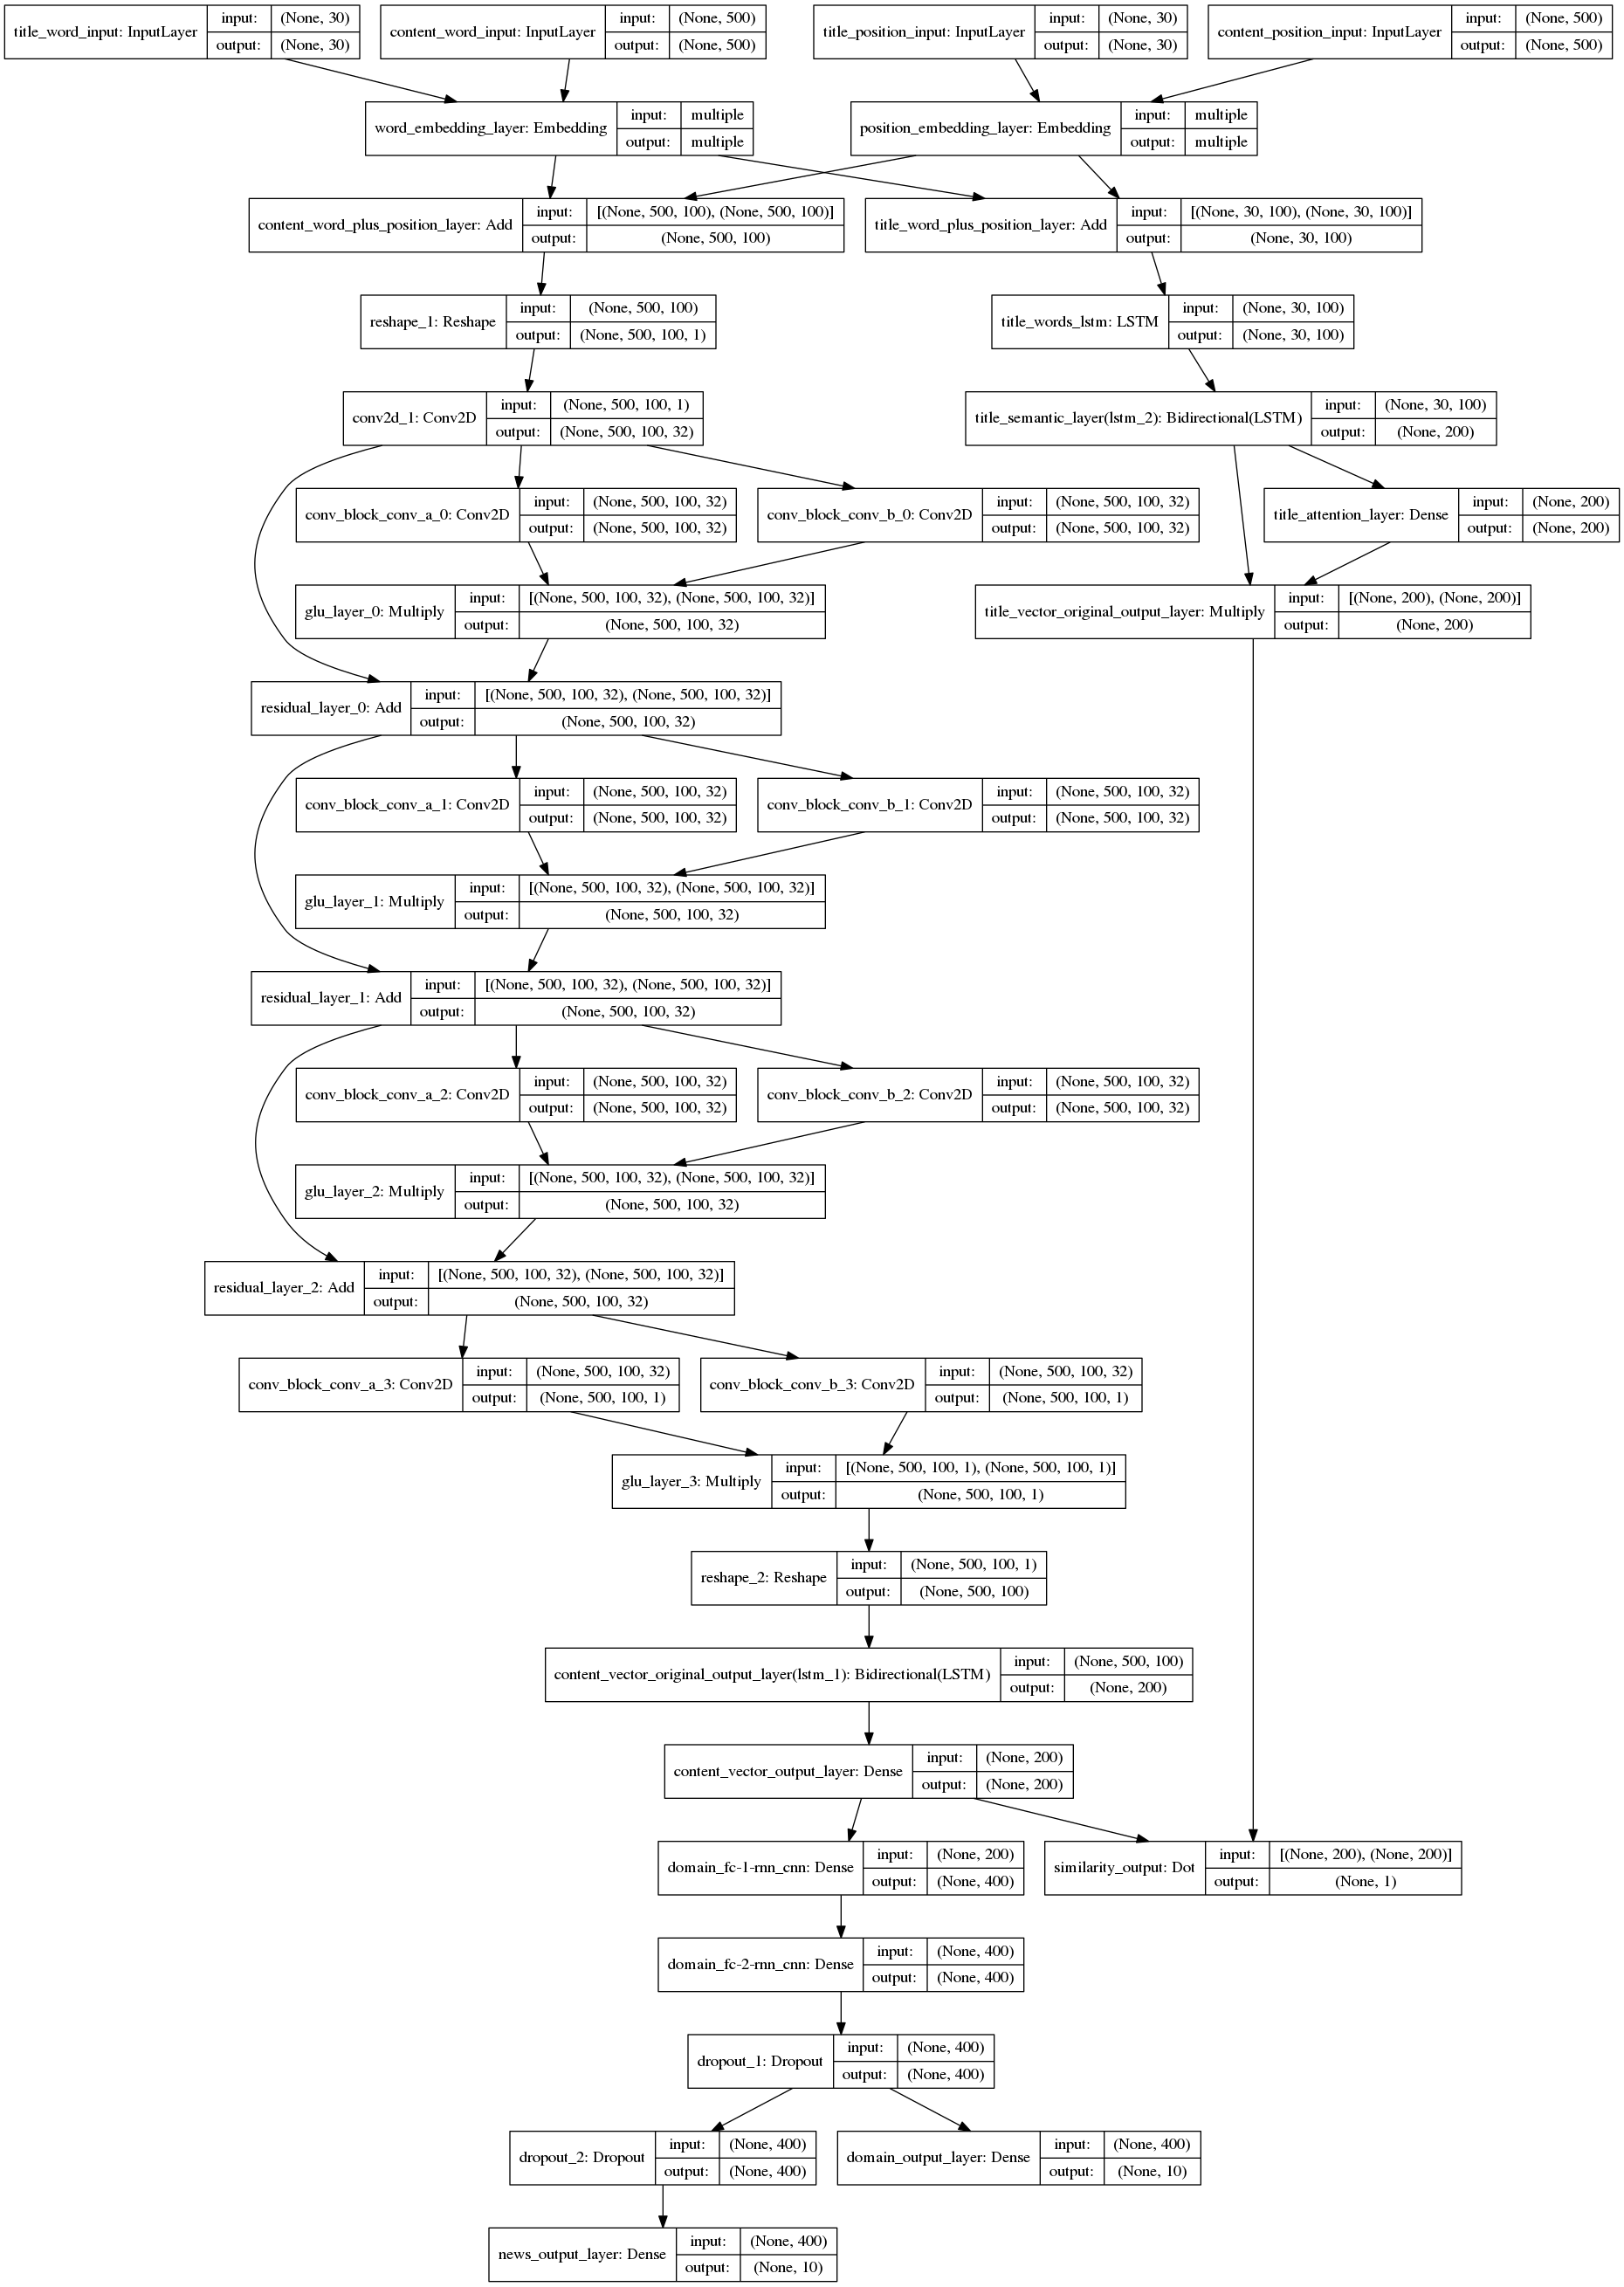 title_word_input: InputLayer input: (None, 30)
output: (None, 30)
content_word_input: InputLayer input: (None, 500)
output: (None, 500)
title_position_input: InputLayer input: (None, 30)
output: (None, 30)
content_position_input: InputLayer input: (None, 500)
output: (None, 500)
word_embedding_layer: Embedding input: multiple
output: multiple
position_embedding_layer: Embedding input: multiple
output: multiple
content_word_plus_position_layer: Add input: [(None, 500, 100), (None, 500, 100)]
output: (None, 500, 100)
title_word_plus_position_layer: Add input: [(None, 30, 100), (None, 30, 100)]
output: (None, 30, 100)
reshape_1: Reshape input: (None, 500, 100)
output: (None, 500, 100, 1)
title_words_lstm: LSTM input: (None, 30, 100)
output: (None, 30, 100)
conv2d_1: Conv2D input: (None, 500, 100, 1)
output: (None, 500, 100, 32)
title_semantic_layer(lstm_2): Bidirectional(LSTM) input: (None, 30, 100)
output: (None, 200)
conv_block_conv_a_0: Conv2D input: (None, 500, 100, 32)
output: (None, 500, 100, 32)
conv_block_conv_b_0: Conv2D input: (None, 500, 100, 32)
output: (None, 500, 100, 32)
title_attention_layer: Dense input: (None, 200)
output: (None, 200)
glu_layer_0: Multiply input: [(None, 500, 100, 32), (None, 500, 100, 32)]
output: (None, 500, 100, 32)
title_vector_original_output_layer: Multiply input: [(None, 200), (None, 200)]
output: (None, 200)
residual_layer_0: Add input: [(None, 500, 100, 32), (None, 500, 100, 32)]
output: (None, 500, 100, 32)
conv_block_conv_a_1: Conv2D input: (None, 500, 100, 32)
output: (None, 500, 100, 32)
conv_block_conv_b_1: Conv2D input: (None, 500, 100, 32)
output: (None, 500, 100, 32)
glu_layer_1: Multiply input: [(None, 500, 100, 32), (None, 500, 100, 32)]
output: (None, 500, 100, 32)
residual_layer_1: Add input: [(None, 500, 100, 32), (None, 500, 100, 32)]
output: (None, 500, 100, 32)
conv_block_conv_a_2: Conv2D input: (None, 500, 100, 32)
output: (None, 500, 100, 32)
conv_block_conv_b_2: Conv2D input: (None, 500, 100, 32)
output: (None, 500, 100, 32)
glu_layer_2: Multiply input: [(None, 500, 100, 32), (None, 500, 100, 32)]
output: (None, 500, 100, 32)
residual_layer_2: Add input: [(None, 500, 100, 32), (None, 500, 100, 32)]
output: (None, 500, 100, 32)
conv_block_conv_a_3: Conv2D input: (None, 500, 100, 32)
output: (None, 500, 100, 1)
conv_block_conv_b_3: Conv2D input: (None, 500, 100, 32)
output: (None, 500, 100, 1)
glu_layer_3: Multiply input: [(None, 500, 100, 1), (None, 500, 100, 1)]
output: (None, 500, 100, 1)
reshape_2: Reshape input: (None, 500, 100, 1)
output: (None, 500, 100)
content_vector_original_output_layer(lstm_1): Bidirectional(LSTM) input: (None, 500, 100)
output: (None, 200)
content_vector_output_layer: Dense input: (None, 200)
output: (None, 200)
domain_fc-1-rnn_cnn: Dense input: (None, 200)
output: (None, 400)
similarity_output: Dot input: [(None, 200), (None, 200)]
output: (None, 1)
domain_fc-2-rnn_cnn: Dense input: (None, 400)
output: (None, 400)
dropout_1: Dropout input: (None, 400)
output: (None, 400)
dropout_2: Dropout input: (None, 400)
output: (None, 400)
domain_output_layer: Dense input: (None, 400)
output: (None, 10)
news_output_layer: Dense input: (None, 400)
output: (None, 10)